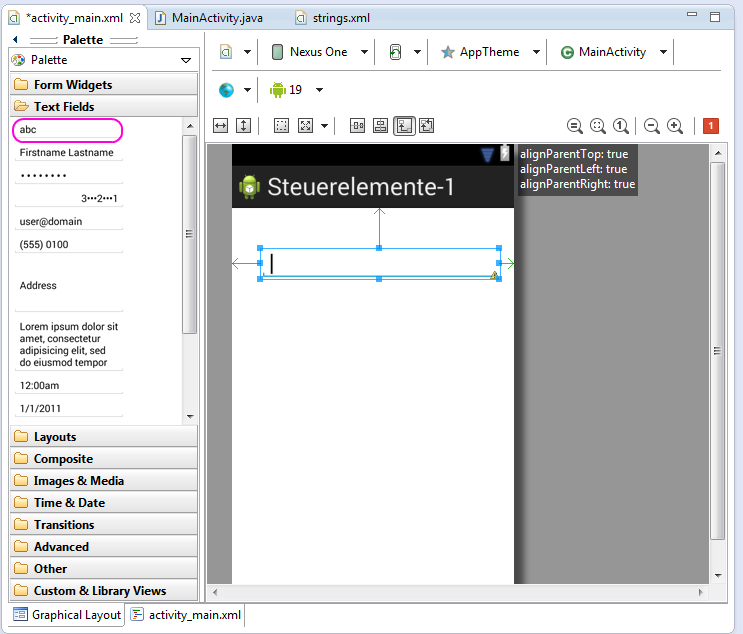 *activity_main.xml
MainActivity.java
strings.xml
Palette
Palette
Form Widgets
Text Fields
abc
Firstname Lastname
••••••••
3•••2•••1
user@domain
(555) 0100
Address
Lorem ipsum dolor sit
amet, consectetur
adipisicing elit, sed
do eiusmod tempor
12:00am
1/1/2011
Layouts
Composite
Images & Media
Time & Date
Transitions
Advanced
Other
Custom & Library Views
Nexus One
AppTheme
MainActivity
19
1
1
Steuerelemente-1
alignParentTop: true
alignParentLeft: true
alignParentRight: true
Graphical Layout
activity_main.xml